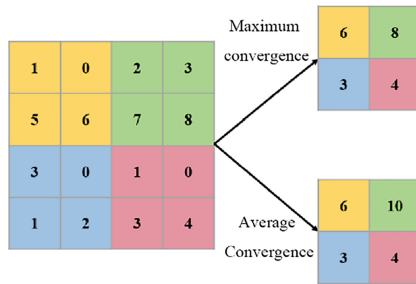 1 0 2 3
5 6 7 8
3 0 1 0
1 2 3 4
Maximum
convergence
6 8
3 4
Average
Convergence
6 10
3 4